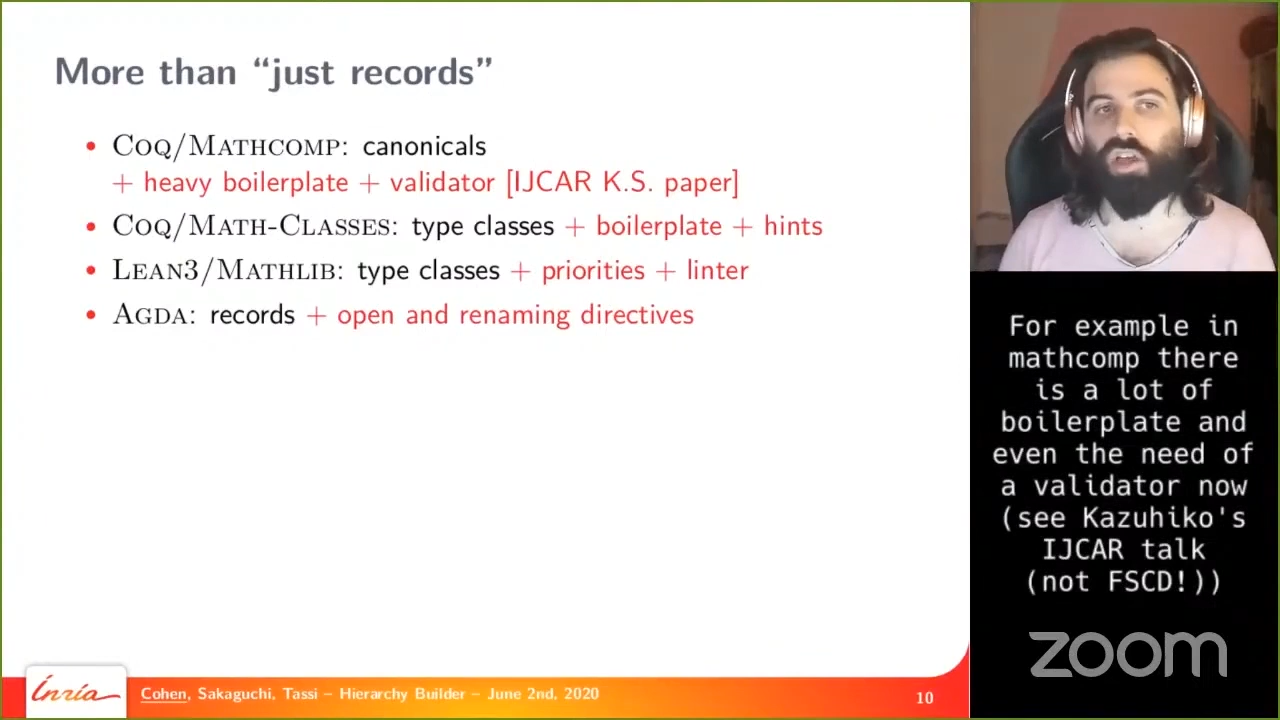 More than “just records”
• Coq/Mathcomp: canonicals
+ heavy boilerplate + validator [IJCAR K.S. paper]
• Coq/Math-Classes: type classes + boilerplate + hints
• Lean3/Mathlib: type classes + priorities + linter
• Agda: records + open and renaming directives
For example in
mathcomp there
is a lot of
boilerplate and
even the need of
a validator now
(see Kazuhiko's
IJCAR talk
(not FSCD!))
zoom
Inria
Cohen, Sakaguchi, Tassi – Hierarchy Builder – June 2nd, 2020
10